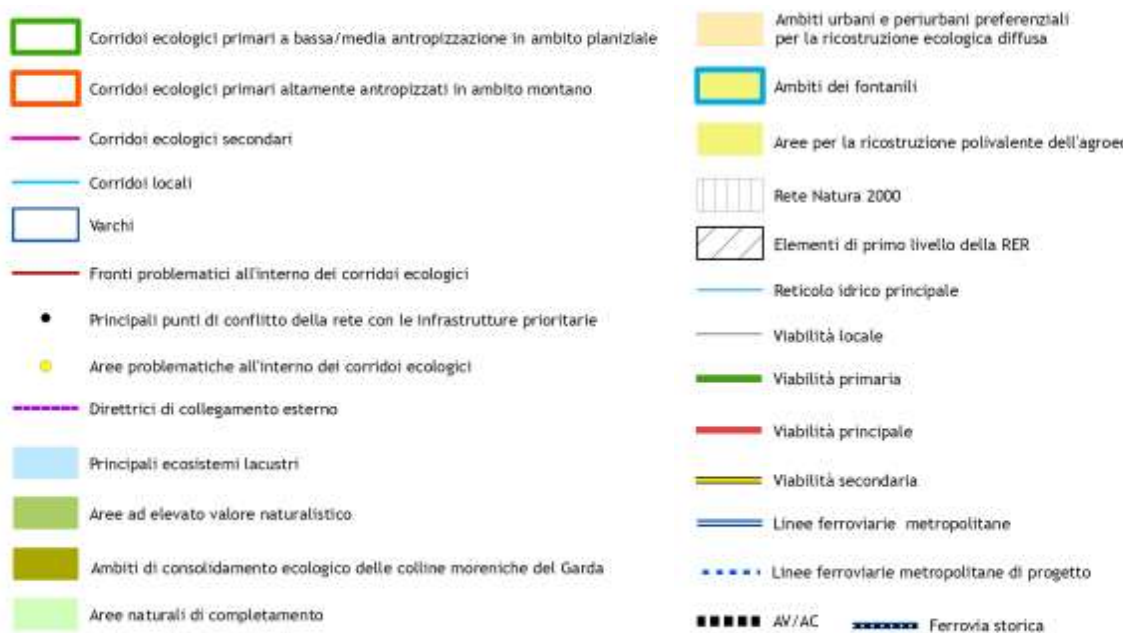 Corridoi ecologici primari a bassa/media antropizzazione in ambito planiziale
Corridoi ecologici primari altamente antropizzati in ambito montano
Corridoi ecologici secondari
Corridoi locali
Varchi
Fronti problematici all'interno dei corridoi ecologici
Principali punti di conflitto della rete con le infrastrutture prioritarie
Aree problematiche all'interno dei corridoi ecologici
Direttrici di collegamento esterno
Principali ecosistemi lacustri
Aree ad elevato valore naturalistico
Ambiti di consolidamento ecologico delle colline moreniche del Garda
Aree naturali di completamento
Ambiti urbani e periurbani preferenziali
per la ricostruzione ecologica diffusa
Ambiti dei fontanili
Aree per la ricostruzione polivalente dell'agroec
Rete Natura 2000
Elementi di primo livello della RER
Reticolo idrico principale
Viabilità locale
Viabilità primaria
Viabilità principale
Viabilità secondaria
Linee ferroviarie metropolitane
Linee ferroviarie metropolitane di progetto
AV/AC Ferrovia storica